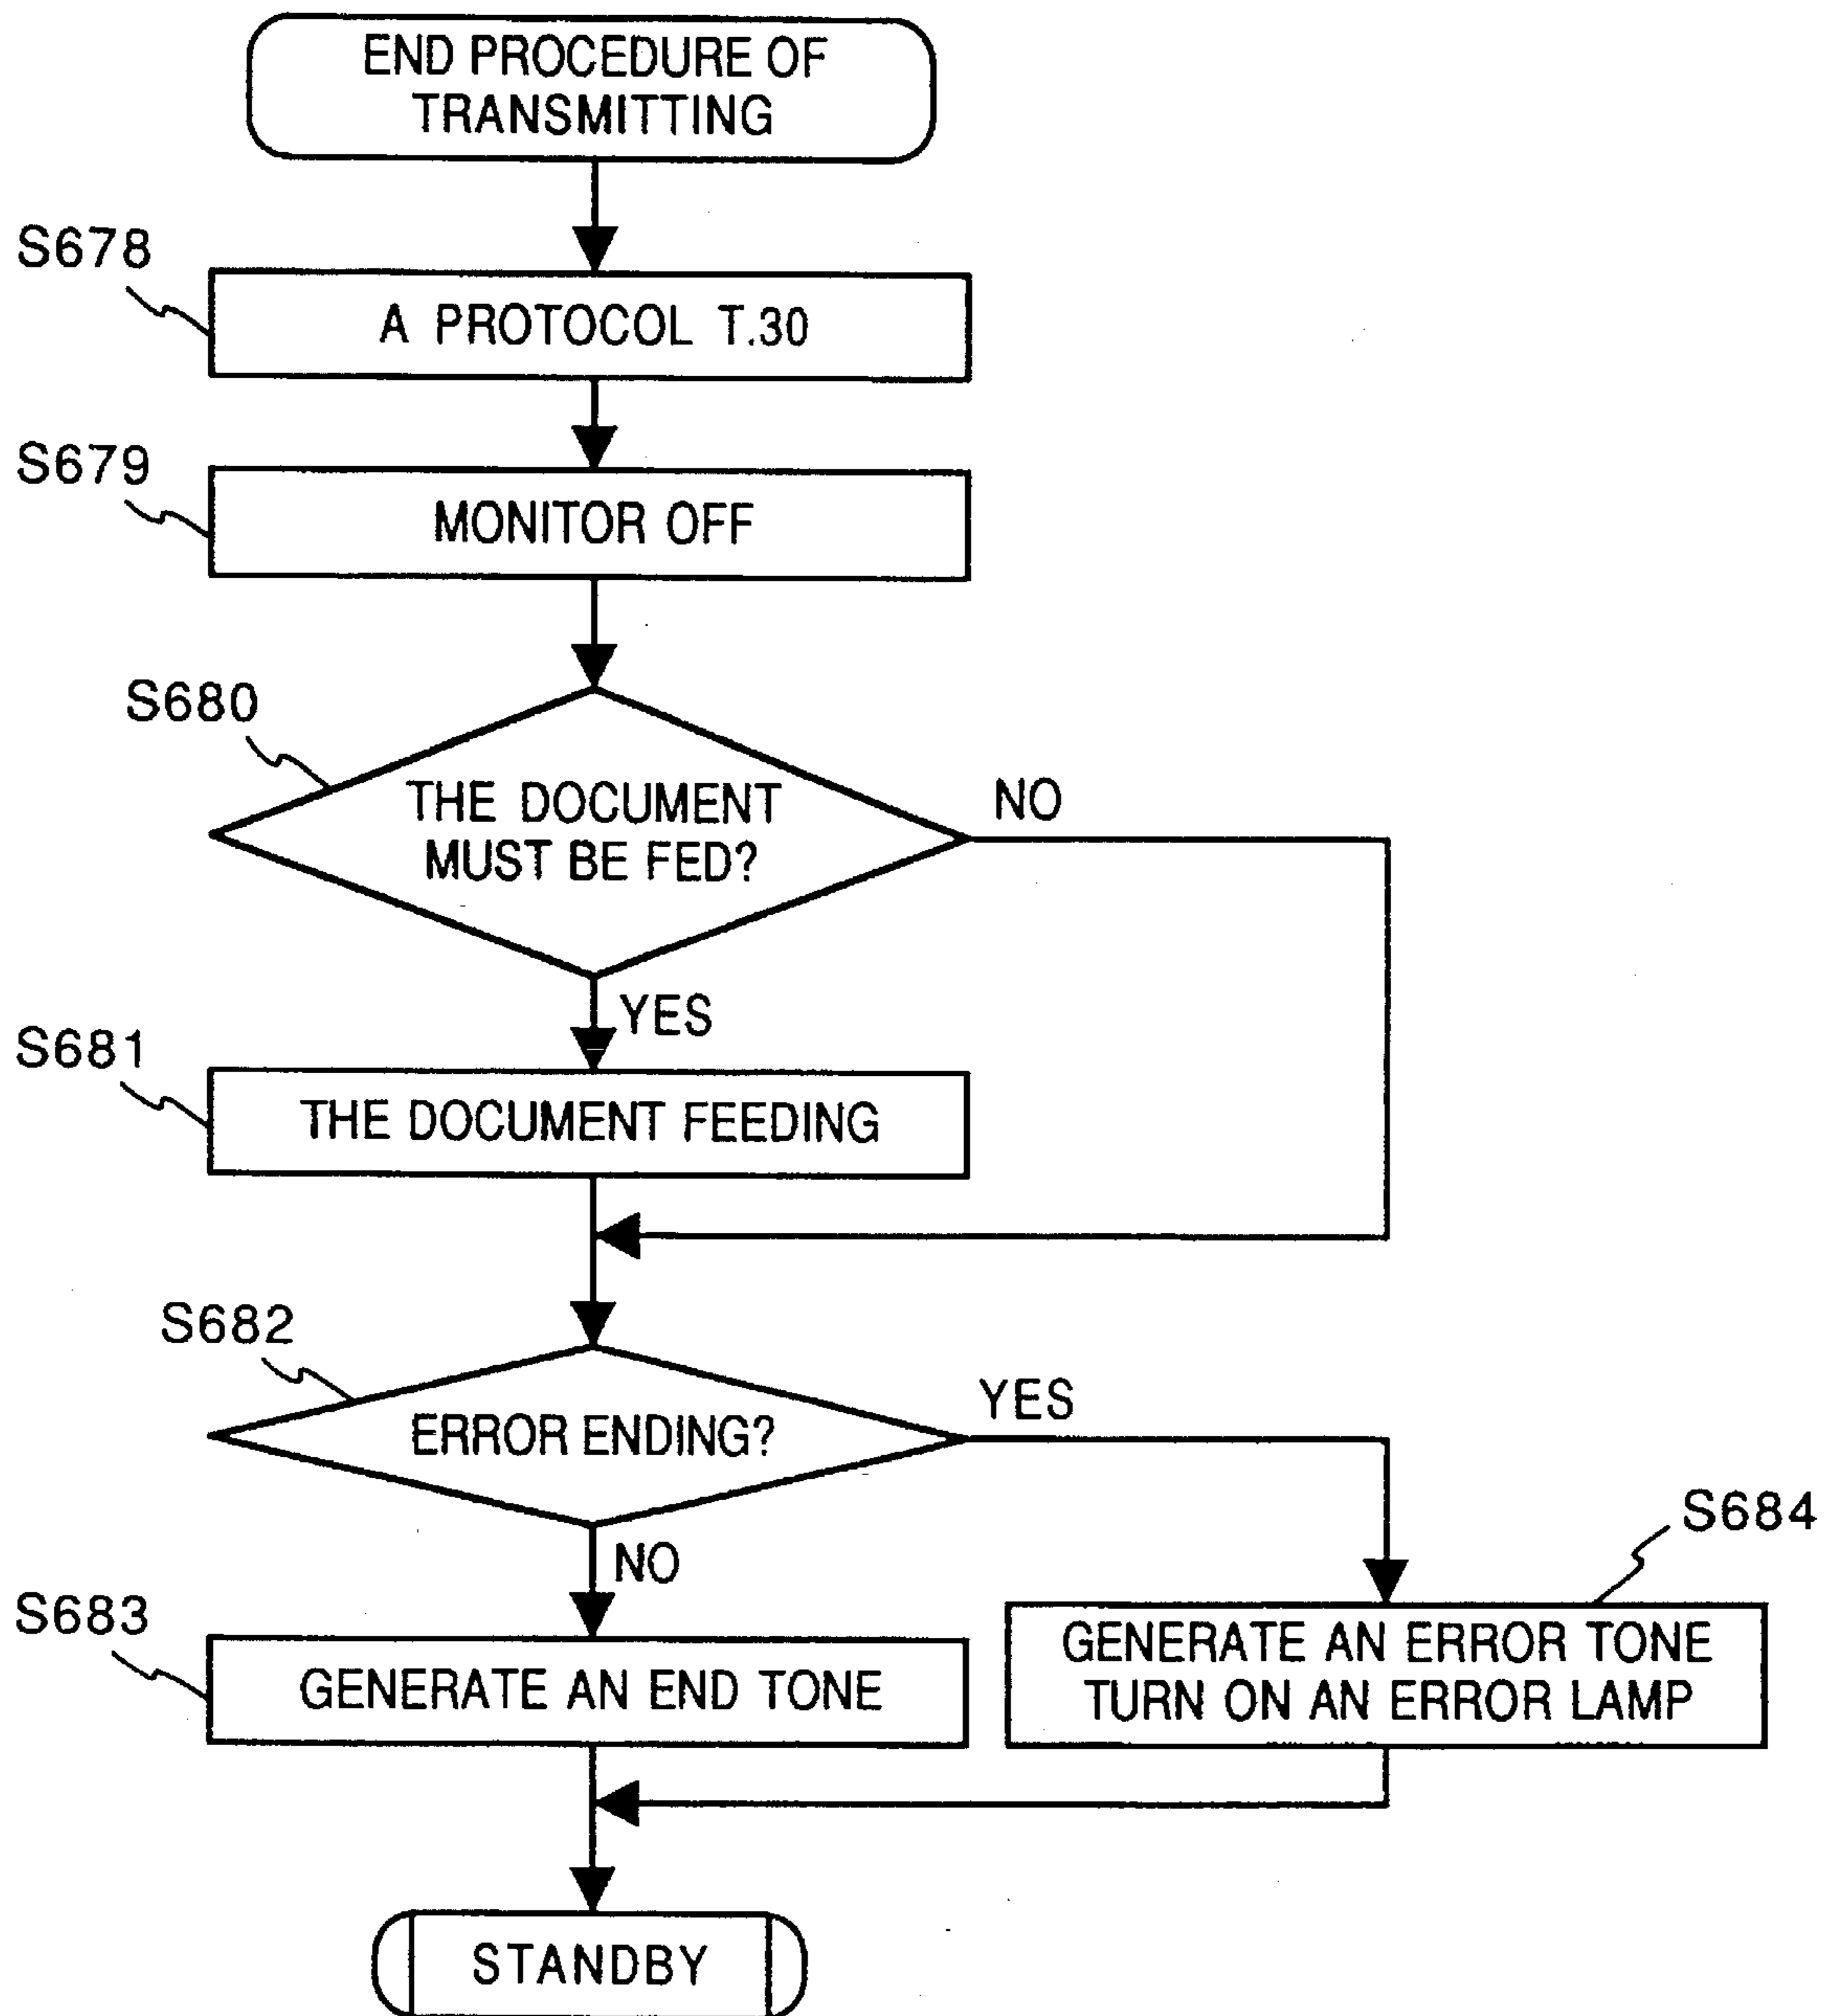 END PROCEDURE OF
TRANSMITTING
S678
A PROTOCOL T.30
S679
MONITOR OFF
S680
THE DOCUMENT
MUST BE FED?
NO
YES
S681
THE DOCUMENT FEEDING
S682
ERROR ENDING?
YES
NO
S684
GENERATE AN ERROR TONE
TURN ON AN ERROR LAMP
S683
GENERATE AN END TONE
STANDBY